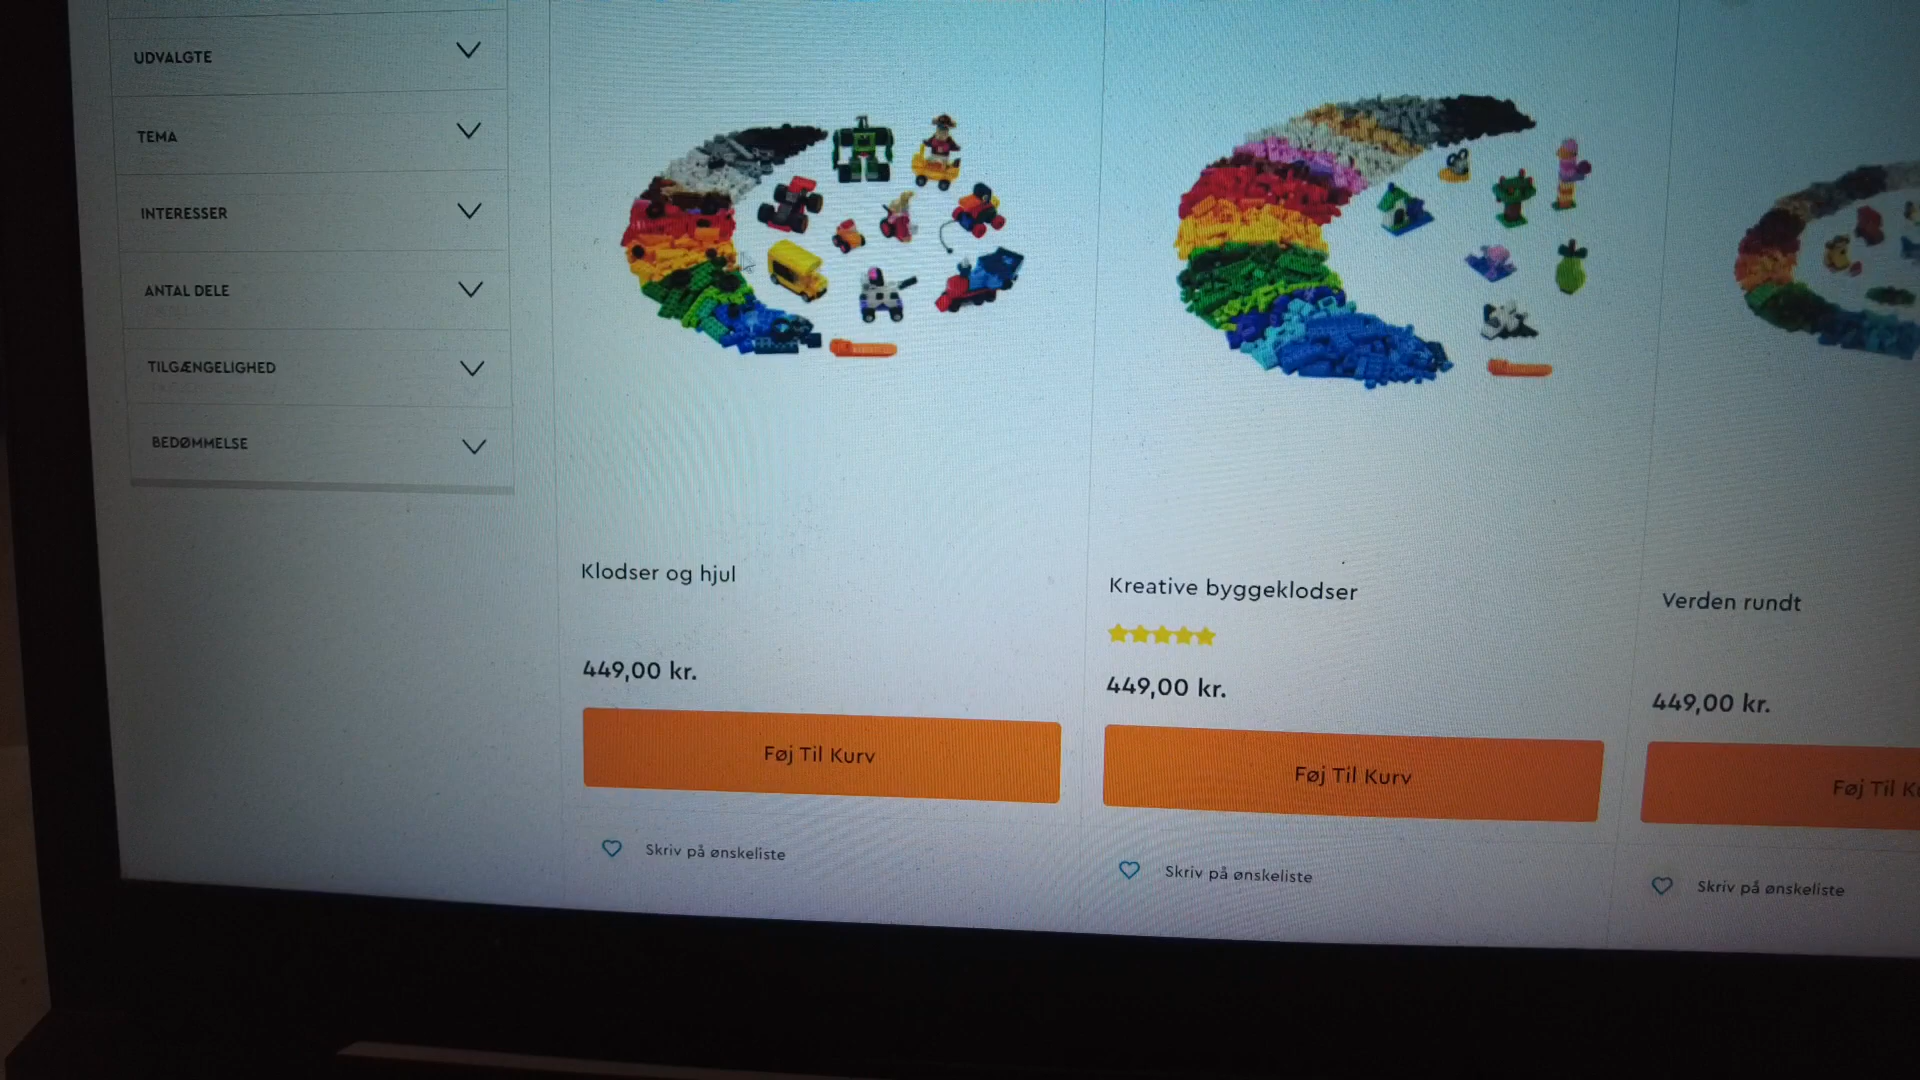 UDVALGTE
TEMA
INTERESSER
ANTAL DELE
TILGÆNGELIGHED
BEDØMMELSE
Klodser og hjul
449,00 kr.
Føj Til Kurv
Skriv på ønskeliste
Kreative byggeklodser
449,00 kr.
Føj Til Kurv
Skriv på ønskeliste
Verden rundt
449,00 kr.
Føj Til
Skriv på ønskeliste